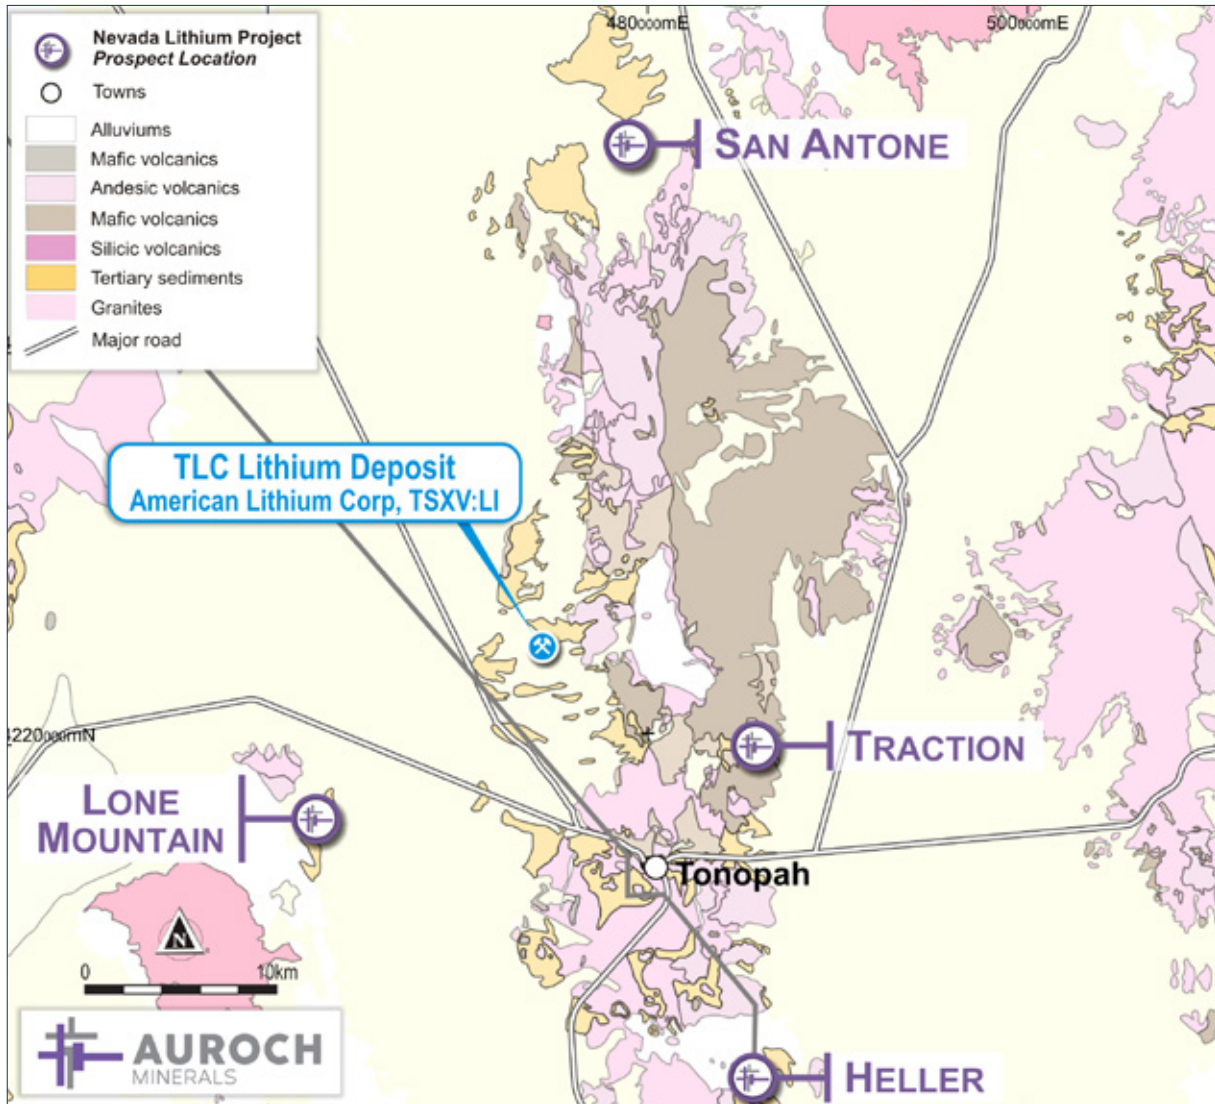 480000mE
500000mE
Nevada Lithium Project
Prospect Location
Towns
Alluviums
Mafic volcanics
Andesic volcanics
Mafic volcanics
Silicic volcanics
Tertiary sediments
Granites
Major road
SAN ANTONE
TLC Lithium Deposit
American Lithium Corp, TSXV:LI
4220000mN
TRACTION
LONE
MOUNTAIN
Tonopah
N
0
10km
AUROCH
MINERALS
HELLER